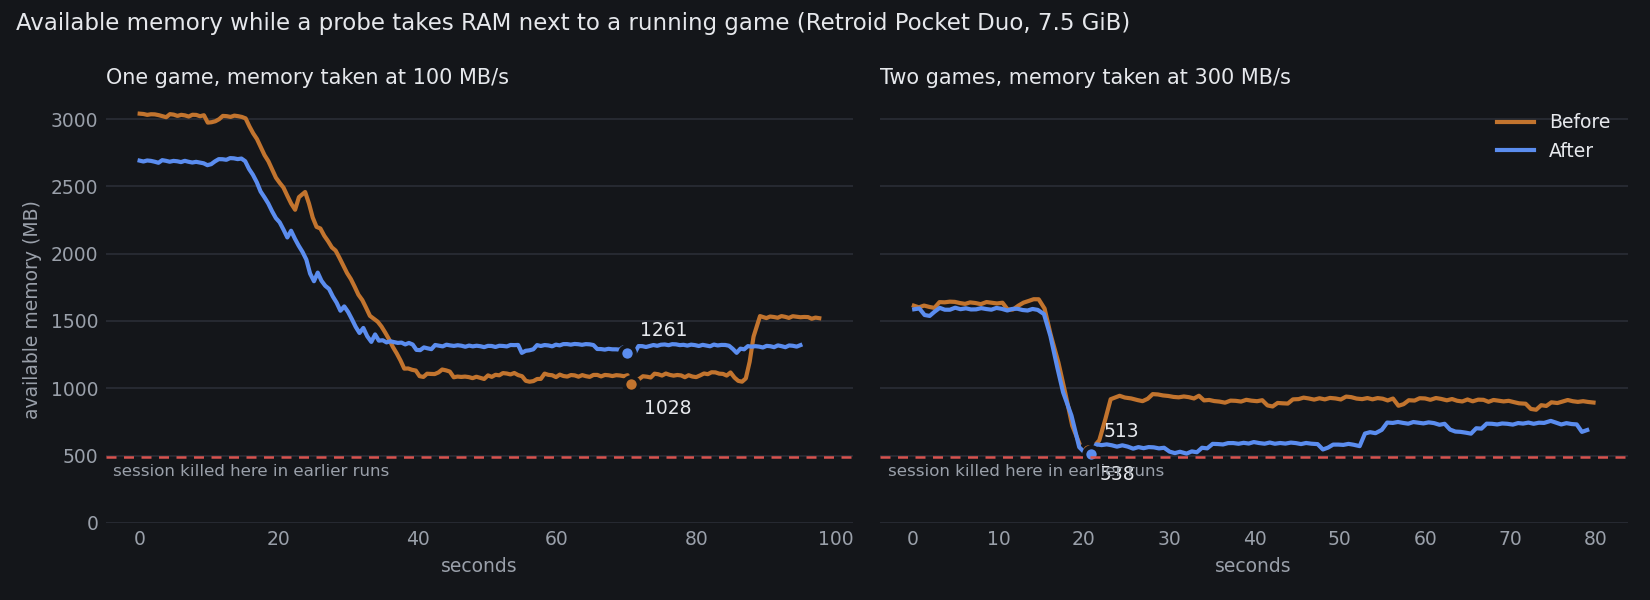 Available memory while a probe takes RAM next to a running game (Retroid Pocket Duo, 7.5 GiB)
One game, memory taken at 100 MB/s
available memory (MB)
3000
2500
2000
1500
1000
500
0
1261
1028
session killed here in earlier runs
0 20 40 60 80 100
seconds
Two games, memory taken at 300 MB/s
Before
After
513
538
session killed here in earlier runs
0 10 20 30 40 50 60 70 80
seconds